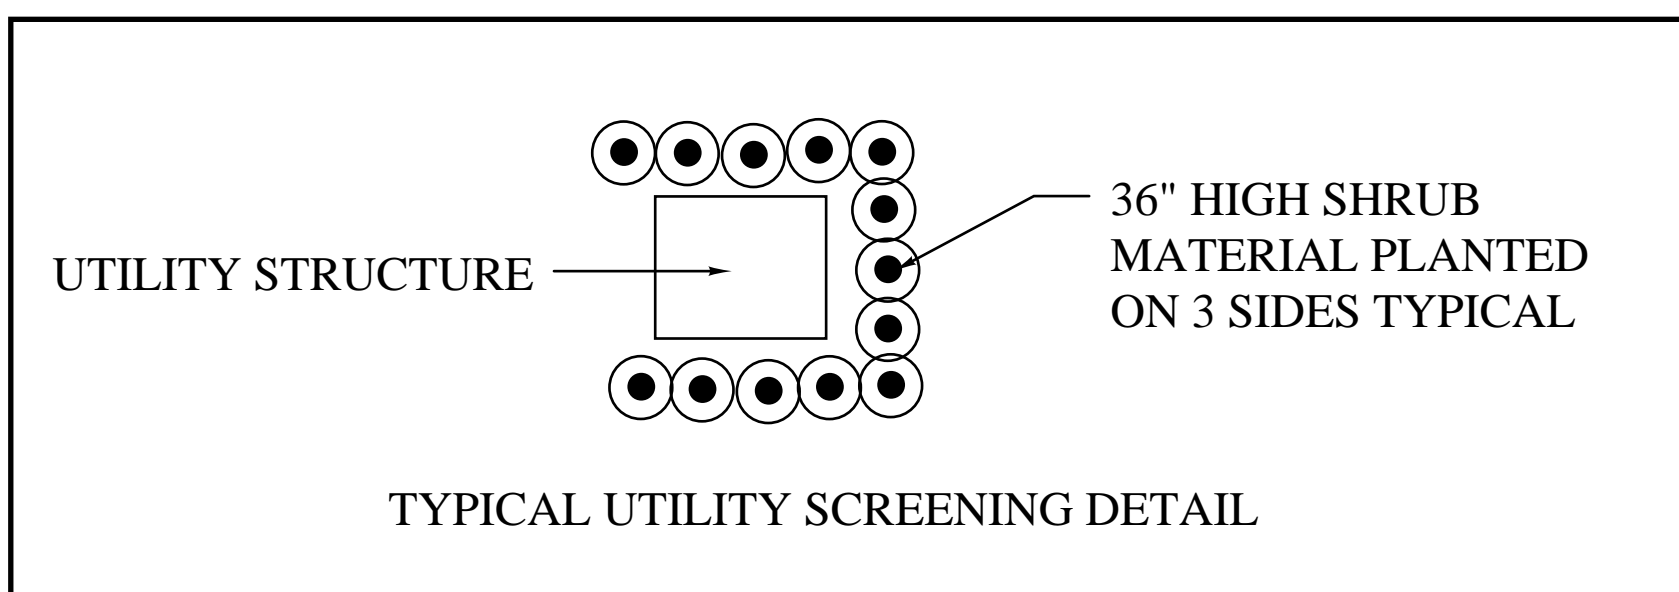 UTILITY STRUCTURE
36" HIGH SHRUB
MATERIAL PLANTED
ON 3 SIDES TYPICAL
TYPICAL UTILITY SCREENING DETAIL